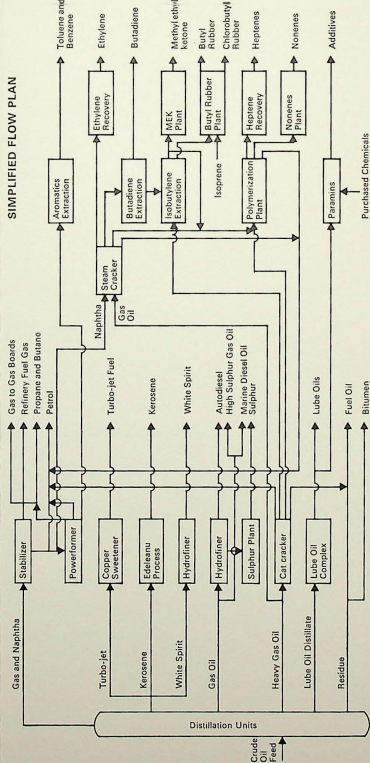 SIMPLIFIED FLOW PLAN
Crude
Oil
Feed
Distillation Units
Gas and Naphtha
Turbo-jet
Kerosene
White Spirit
Gas Oil
Heavy Gas Oil
Lube Oil Distillate
Residue
Stabilizer
Powerformer
Copper
Sweetener
Edeleanu
Process
Hydrofiner
Hydrofiner
Sulphur Plant
Cat cracker
Lube Oil
Complex
Gas to Gas Boards
Refinery Fuel Gas
Propane and Butano
Petrol
Turbo-jet Fuel
Kerosene
White Spirit
Autodiesel
High Sulphur Gas Oil
Marine Diesel Oil
Sulphur
Lube Oils
Fuel Oil
Bitumen
Naphtha
Gas
Oil
Steam
Cracker
Aromatics
Extraction
Butadiene
Extraction
Isobutylene
Extraction
Isoprene
Polymerization
Plant
Paramins
Purchased Chemicals
Ethylene
Recovery
MEK
Plant
Butyl Rubber
Plant
Heptene
Recovery
Nonenes
Plant
Toluene and
Benzene
Ethylene
Butadiene
Methyl ethyl
ketone
Butyl
Rubber
Chlorobutyl
Rubber
Heptenes
Nonenes
Additives